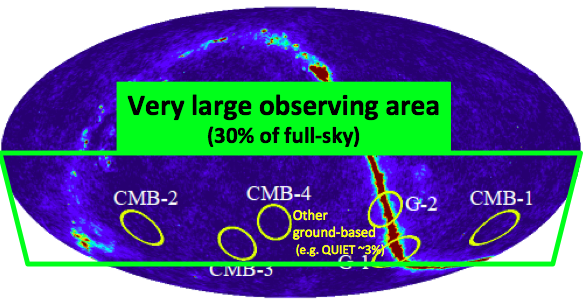 Very large observing area
(30% of full-sky)
CMB-2
CMB-4
CMB-1
Other
ground-based
(e.g. QUIET ~3%)
G-2
CMB-3
G-1